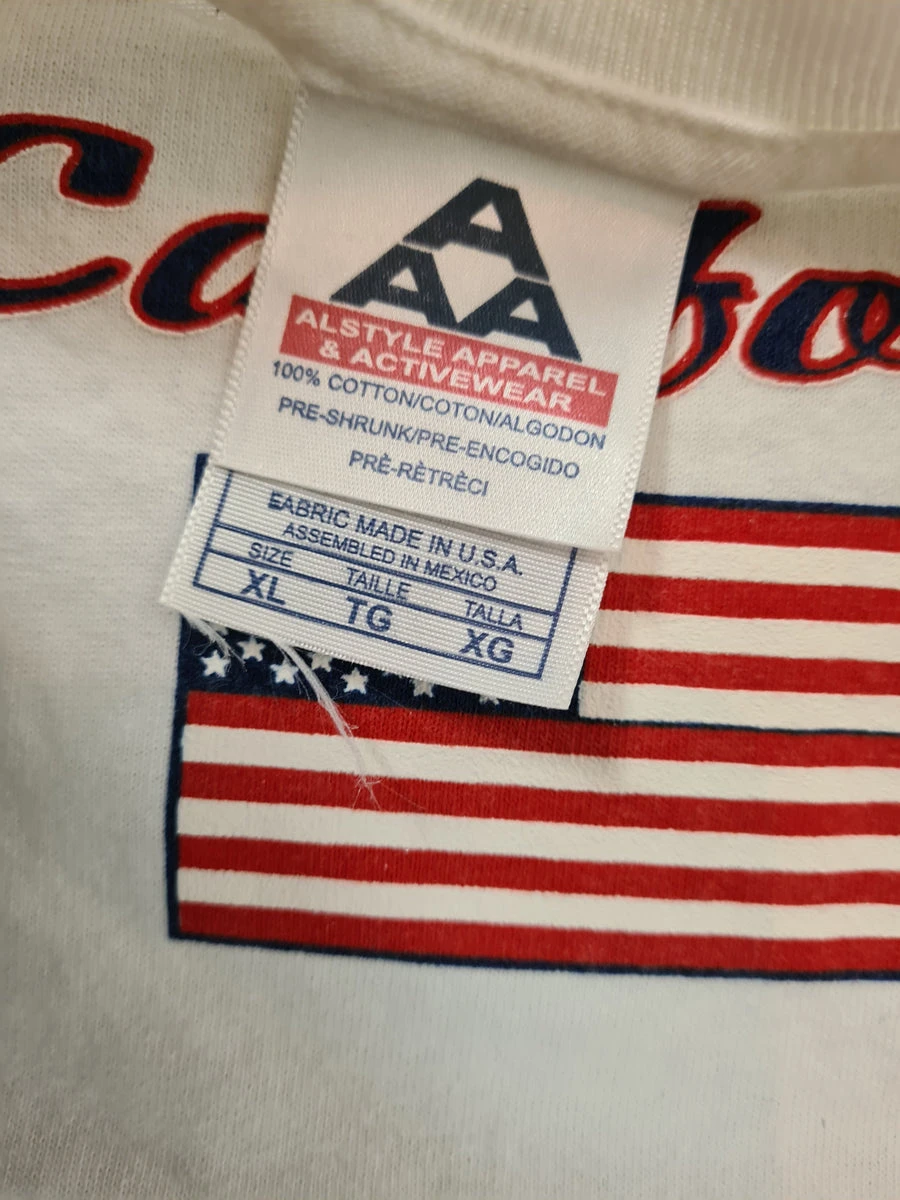 AAA
ALSTYLE APPAREL
& ACTIVEWEAR
100% COTTON/COTON/ALGODON
PRE-SHRUNK/PRE-ENCOGIDO
PRÈ-RÈTRÈCI
FABRIC MADE IN U.S.A.
ASSEMBLED IN MEXICO
SIZE TAILLE TALLA
XL TG XG